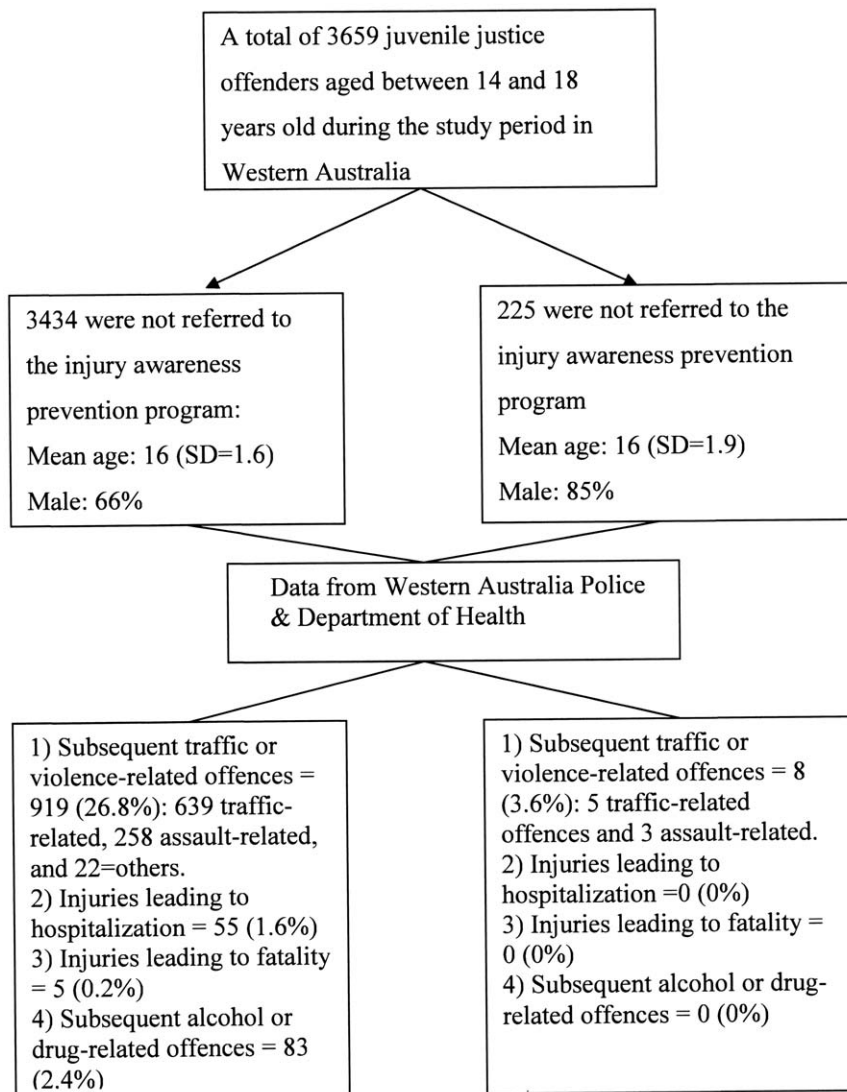 A total of 3659 juvenile justice
offenders aged between 14 and 18
years old during the study period in
Western Australia
3434 were not referred to
the injury awareness
prevention program:
Mean age: 16 (SD=1.6)
Male: 66%
225 were not referred to the
injury awareness prevention
program
Mean age: 16 (SD=1.9)
Male: 85%
Data from Western Australia Police
& Department of Health
1) Subsequent traffic or
violence-related offences =
919 (26.8%): 639 traffic-
related, 258 assault-related,
and 22=others.
2) Injuries leading to
hospitalization = 55 (1.6%)
3) Injuries leading to fatality
= 5 (0.2%)
4) Subsequent alcohol or
drug-related offences = 83
(2.4%)
1) Subsequent traffic or
violence-related offences = 8
(3.6%): 5 traffic-related
offences and 3 assault-related.
2) Injuries leading to
hospitalization =0 (0%)
3) Injuries leading to fatality =
0 (0%)
4) Subsequent alcohol or drug-
related offences = 0 (0%)